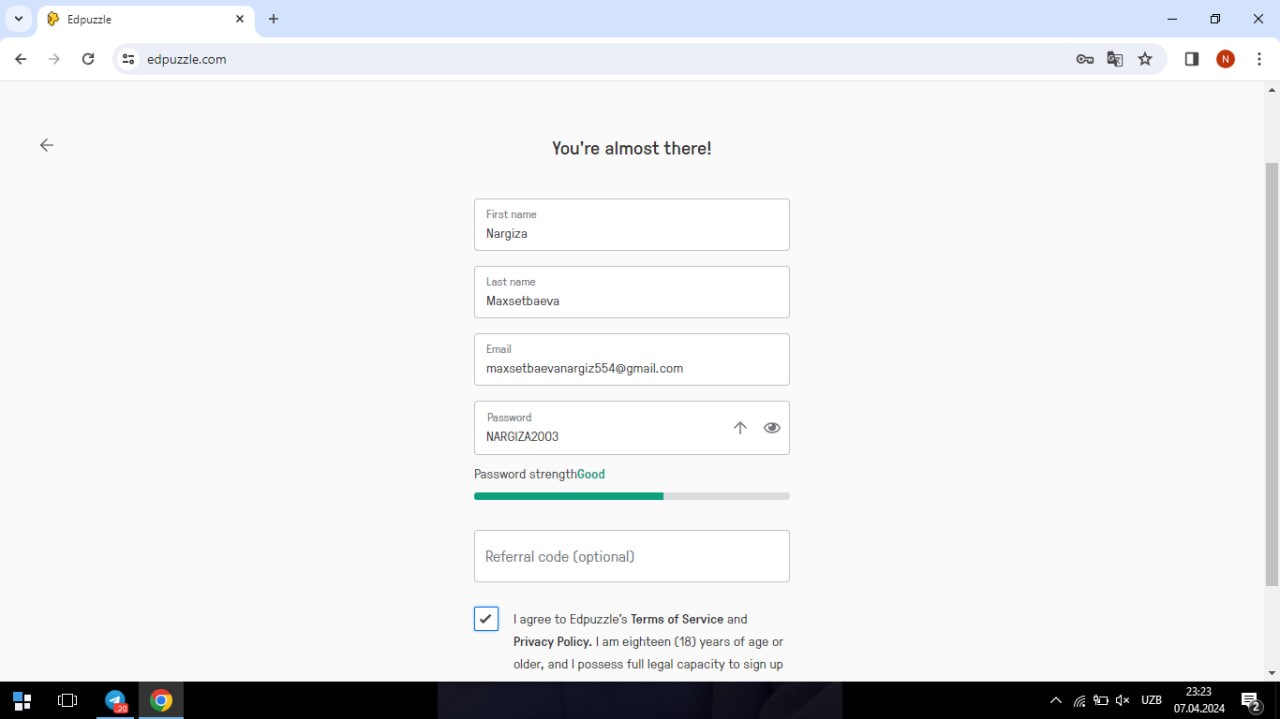 Edpuzzle
edpuzzle.com
N
You're almost there!
First name
Nargiza
Last name
Maxsetbaeva
Email
maxsetbaevanargiz554@gmail.com
Password
NARGIZA2003
Password strengthGood
Referral code (optional)
I agree to Edpuzzle's Terms of Service and
Privacy Policy. I am eighteen (18) years of age or
older, and I possess full legal capacity to sign up
20
UZB
23:23
07.04.2024
2